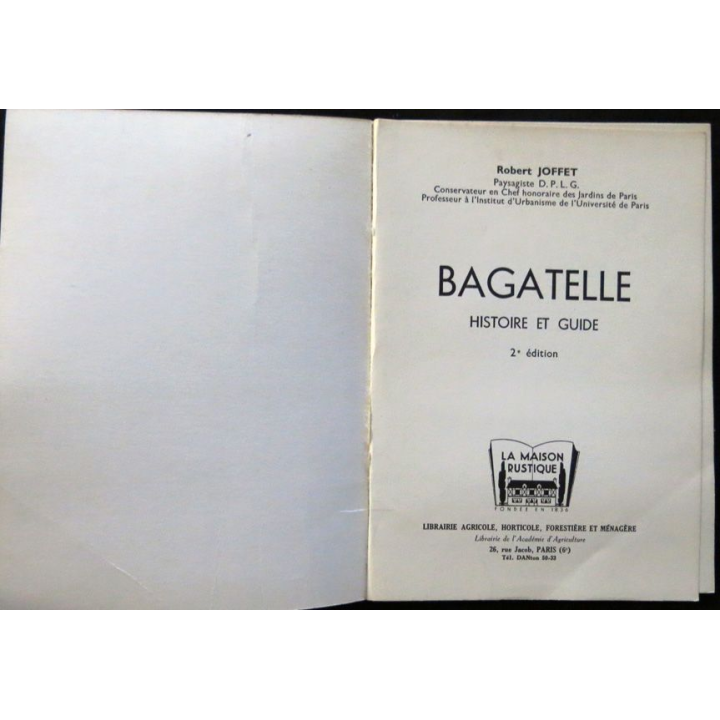 Robert JOFFET
Paysagiste D. P. L. G.
Conservateur en Chef honoraire des Jardins de Paris
Professeur à l'Institut d'Urbanisme de l'Université de Paris
BAGATELLE
HISTOIRE ET GUIDE
2e édition
LA MAISON
RUSTIQUE
FONDÉE EN 1836
LIBRAIRIE AGRICOLE, HORTICOLE, FORESTIÈRE ET MÉNAGÈRE
Librairie de l'Académie d'Agriculture
26, rue Jacob, PARIS (6e)
Tél. DANton 50-32